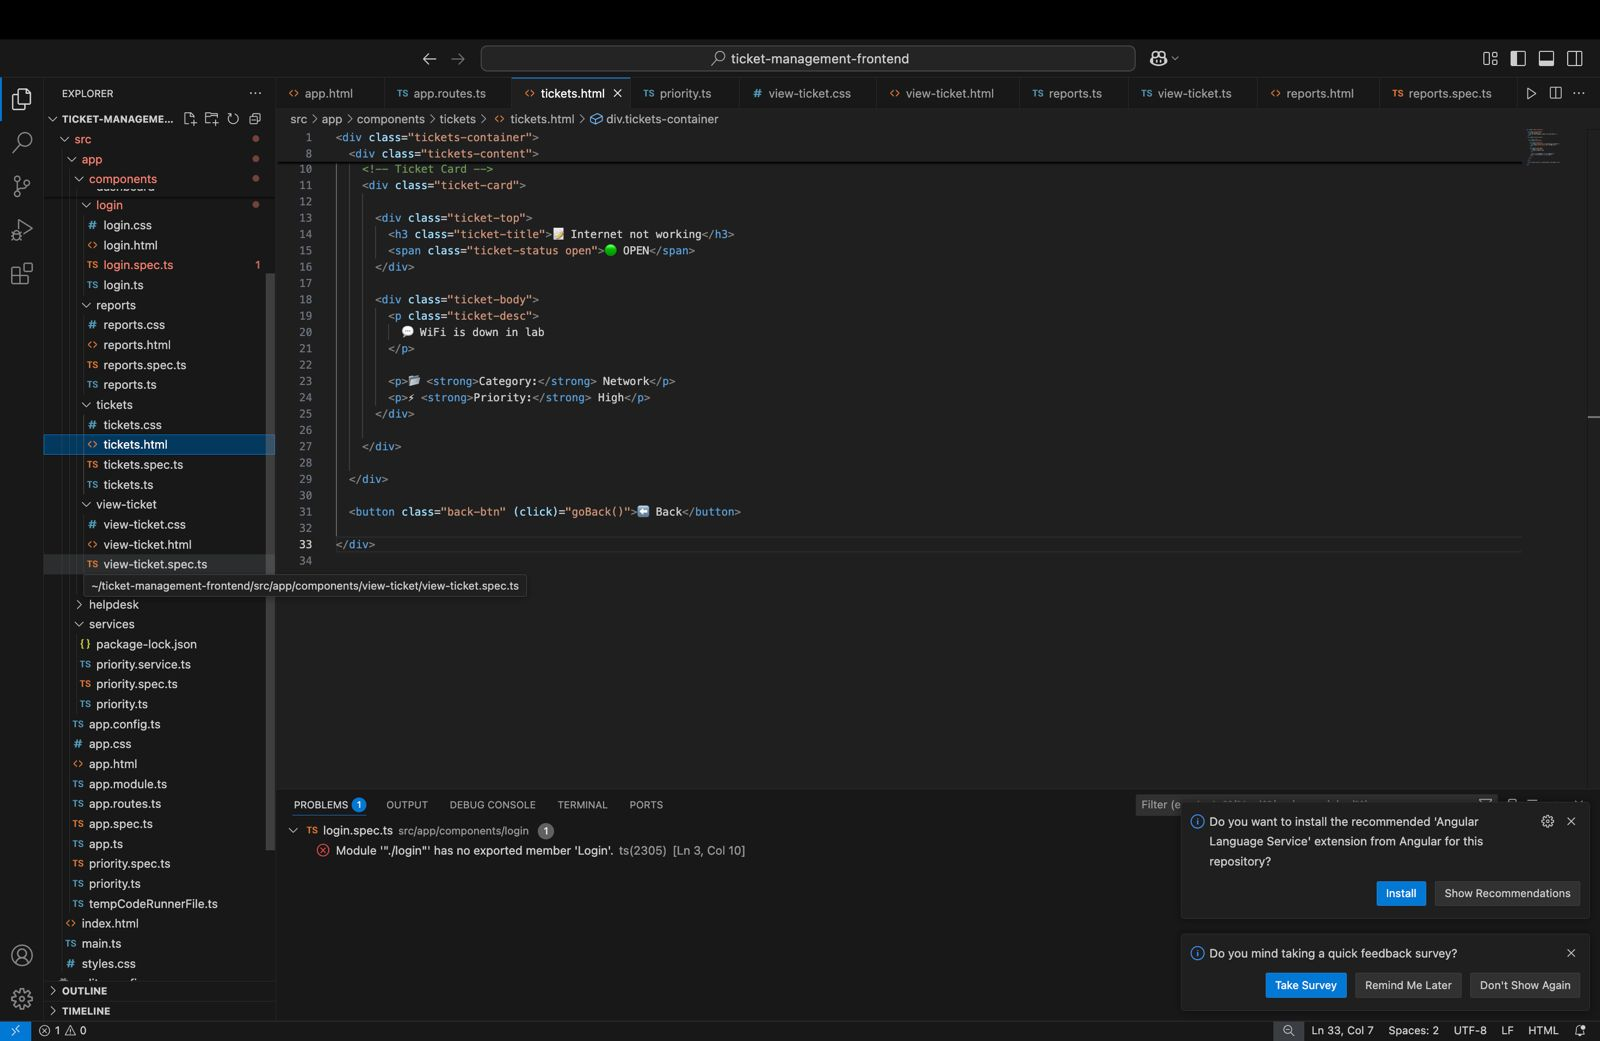 ticket-management-frontend
EXPLORER
TICKET-MANAGEME...
src
app
components
login
login.css
login.html
login.spec.ts 1
login.ts
reports
reports.css
reports.html
reports.spec.ts
reports.ts
tickets
tickets.css
tickets.html
tickets.spec.ts
tickets.ts
view-ticket
view-ticket.css
view-ticket.html
view-ticket.spec.ts
~/ticket-management-frontend/src/app/components/view-ticket/view-ticket.spec.ts
helpdesk
services
package-lock.json
priority.service.ts
priority.spec.ts
priority.ts
app.config.ts
app.css
app.html
app.module.ts
app.routes.ts
app.spec.ts
app.ts
priority.spec.ts
priority.ts
tempCodeRunnerFile.ts
index.html
main.ts
styles.css
OUTLINE
TIMELINE
app.html TS app.routes.ts tickets.html TS priority.ts # view-ticket.css view-ticket.html TS reports.ts TS view-ticket.ts reports.html TS reports.spec.ts
src > app > components > tickets > tickets.html > div.tickets-container
1 <div class="tickets-container">
8 <div class="tickets-content">
10 <!-- Ticket Card -->
11 <div class="ticket-card">
12
13 <div class="ticket-top">
14 <h3 class="ticket-title">📝 Internet not working</h3>
15 <span class="ticket-status open">🟢 OPEN</span>
16 </div>
17
18 <div class="ticket-body">
19 <p class="ticket-desc">
20 💬 WiFi is down in lab
21 </p>
22
23 <p>📂 <strong>Category:</strong> Network</p>
24 <p>⚡ <strong>Priority:</strong> High</p>
25 </div>
26
27 </div>
28
29 </div>
30
31 <button class="back-btn" (click)="goBack()">⬅️ Back</button>
32
33 </div>
34
PROBLEMS 1 OUTPUT DEBUG CONSOLE TERMINAL PORTS Filter (e
TS login.spec.ts src/app/components/login 1
Module '"./login"' has no exported member 'Login'. ts(2305) [Ln 3, Col 10]
Do you want to install the recommended 'Angular
Language Service' extension from Angular for this
repository?
Install Show Recommendations
Do you mind taking a quick feedback survey?
Take Survey Remind Me Later Don't Show Again
1 0 Ln 33, Col 7 Spaces: 2 UTF-8 LF HTML